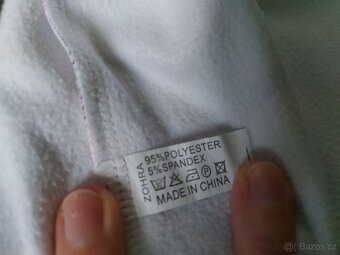 ZOHRA
95%POLYESTER
5%SPANDEX
MADE IN CHINA
Bazos.cz